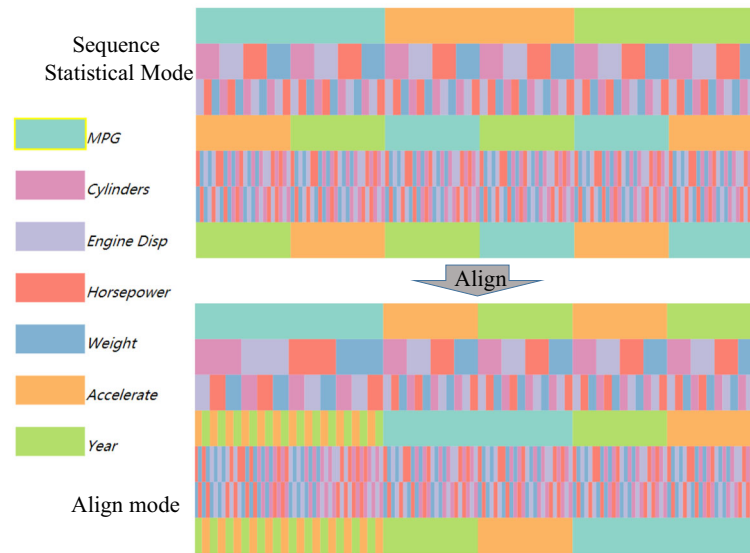 Sequence
Statistical Mode
MPG
Cylinders
Engine Disp
Horsepower
Align
Weight
Accelerate
Year
Align mode